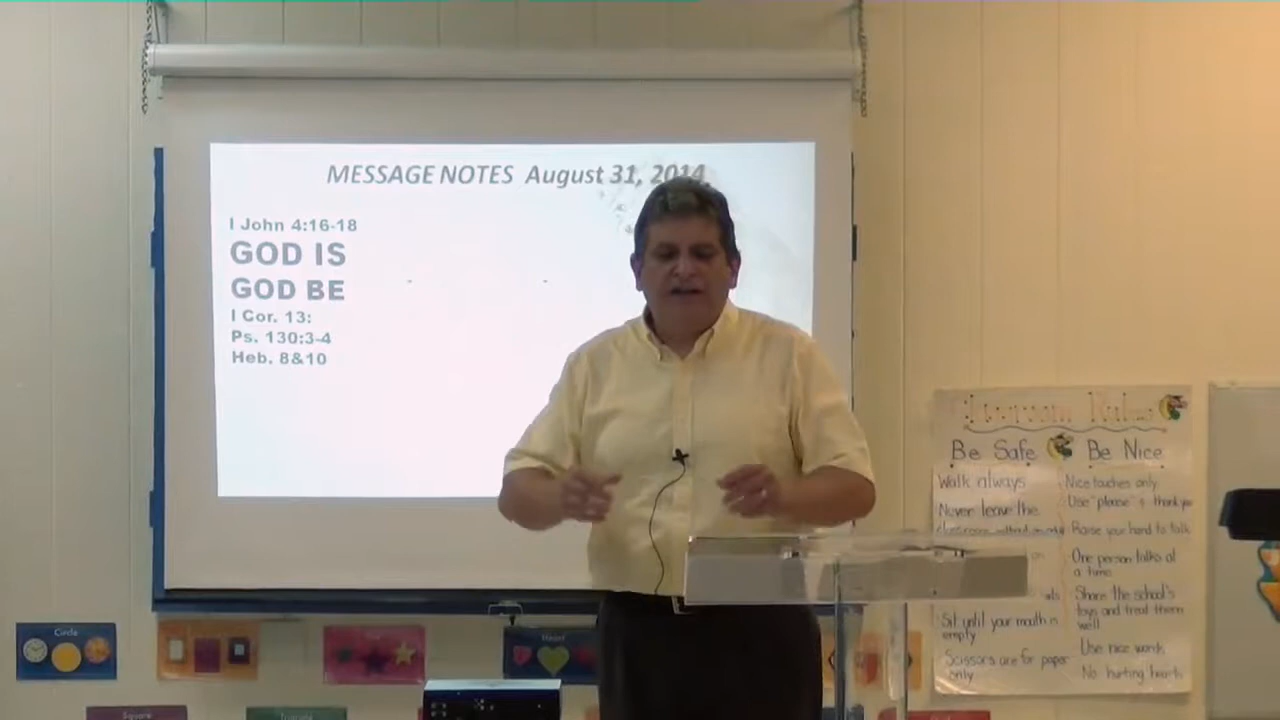 MESSAGE NOTES August 31, 2014
I John 4:16-18
GOD IS
GOD BE
I Cor. 13:
Ps. 130:3-4
Heb. 8&10
Be Safe
Be Nice
Walk always
Never leave the
Sit until your mouth is
empty
Scissors are for paper
only
Nice touches only
Use "please" & thank you
Raise your hand to talk
One person talks at
a time
Share the school's
toys and treat them
well
Use nice words
No hurting hearts
Circle
Heart
Square